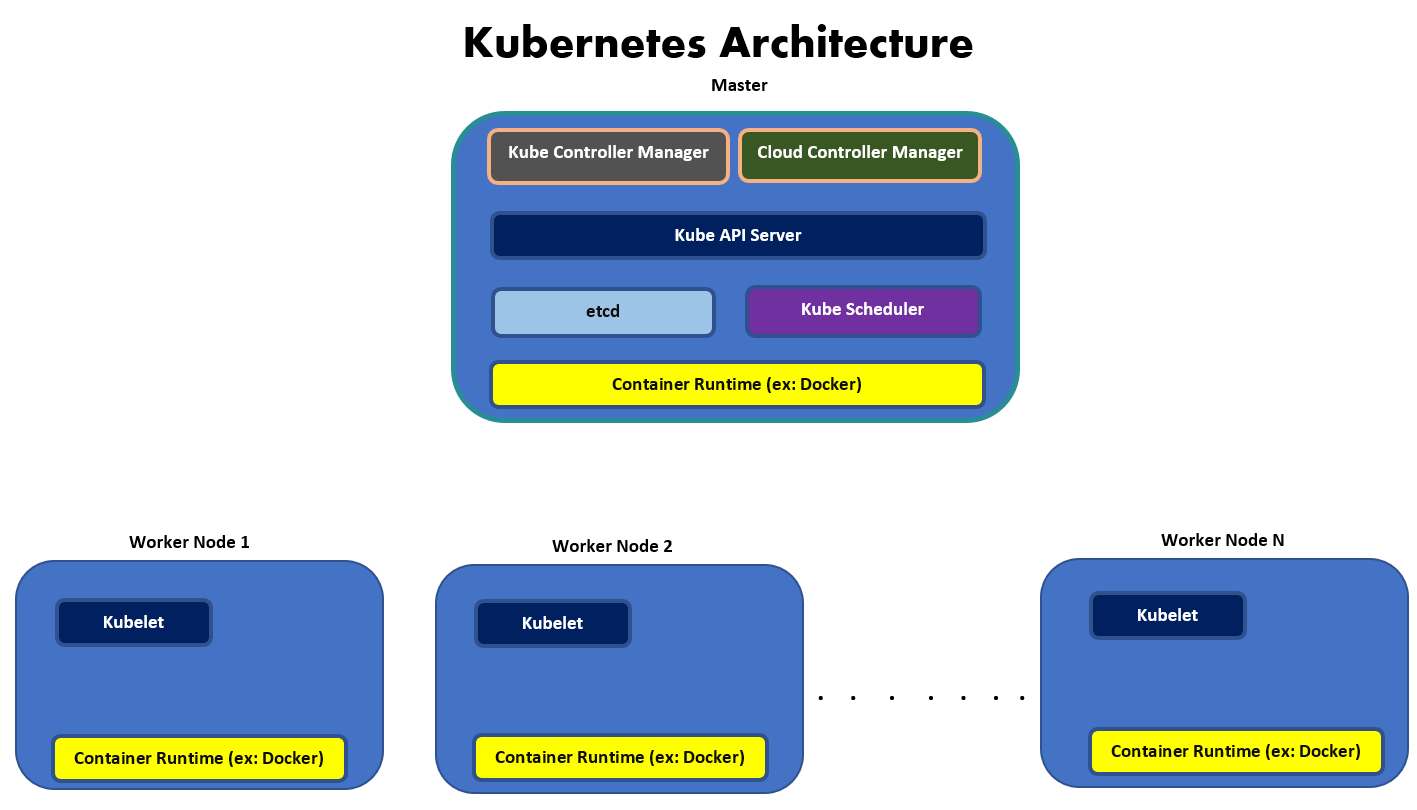 Kubernetes Architecture
Master
Kube Controller Manager
Cloud Controller Manager
Kube API Server
etcd
Kube Scheduler
Container Runtime (ex: Docker)
Worker Node 1
Kubelet
Container Runtime (ex: Docker)
Worker Node 2
Kubelet
Container Runtime (ex: Docker)
. . . . . . .
Worker Node N
Kubelet
Container Runtime (ex: Docker)